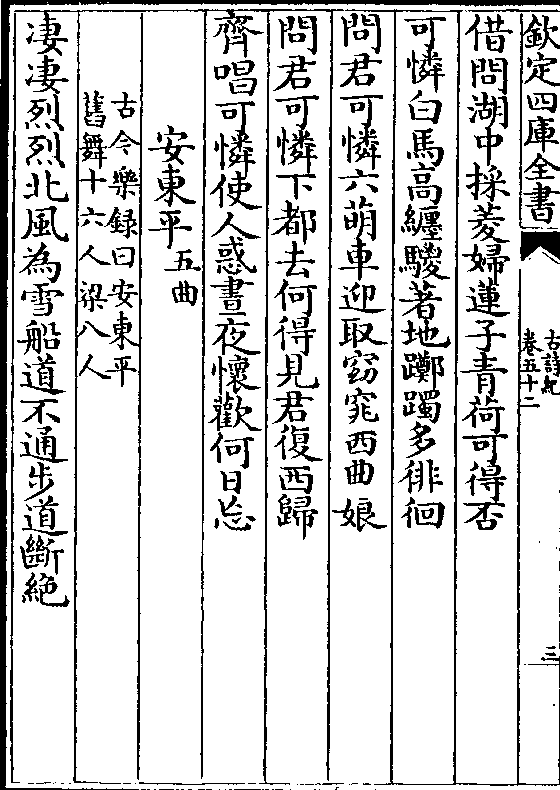 欽定四庫全書
古詩紀
卷五十二
三
借問湖中採菱婦蓮子青荷可得否
可憐白馬高纏騣著地躑躅多徘徊
問君可憐六萌車迎取窈窕西曲娘
問君可憐下都去何得見君復西歸
齊唱可憐使人惑晝夜懷歡何日忘
安東平五曲
古今樂録曰安東平
舊舞十六人梁八人
凄凄烈烈北風為雪船道不通步道斷絶